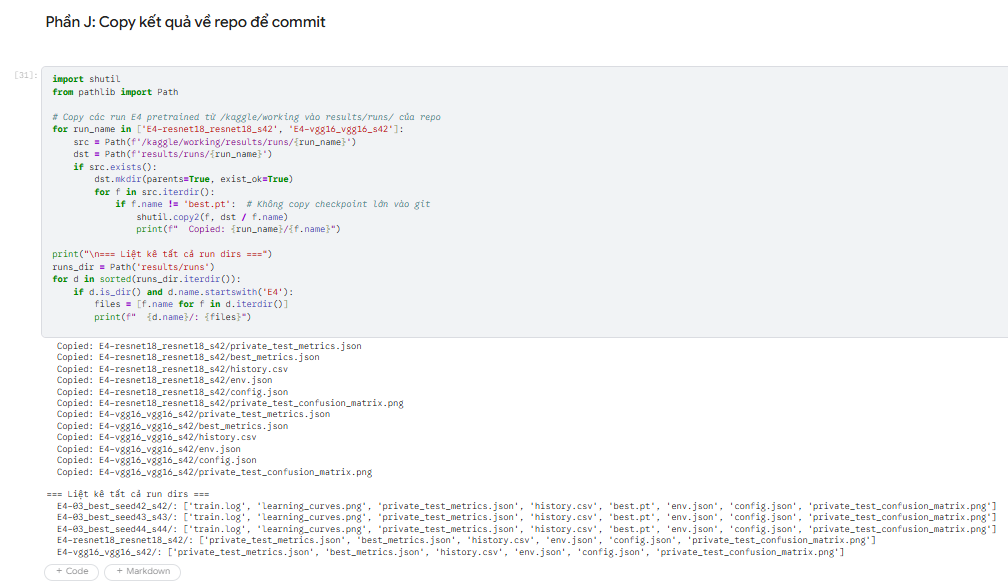 Phần J: Copy kết quả về repo để commit
[31]:
import shutil
from pathlib import Path

# Copy các run E4 pretrained từ /kaggle/working vào results/runs/ của repo
for run_name in ['E4-resnet18_resnet18_s42', 'E4-vgg16_vgg16_s42']:
    src = Path(f'/kaggle/working/results/runs/{run_name}')
    dst = Path(f'results/runs/{run_name}')
    if src.exists():
        dst.mkdir(parents=True, exist_ok=True)
        for f in src.iterdir():
            if f.name != 'best.pt':  # Không copy checkpoint lớn vào git
                shutil.copy2(f, dst / f.name)
                print(f"  Copied: {run_name}/{f.name}")

print("\n=== Liệt kê tất cả run dirs ===")
runs_dir = Path('results/runs')
for d in sorted(runs_dir.iterdir()):
    if d.is_dir() and d.name.startswith('E4'):
        files = [f.name for f in d.iterdir()]
        print(f"  {d.name}/: {files}")

  Copied: E4-resnet18_resnet18_s42/private_test_metrics.json
  Copied: E4-resnet18_resnet18_s42/best_metrics.json
  Copied: E4-resnet18_resnet18_s42/history.csv
  Copied: E4-resnet18_resnet18_s42/env.json
  Copied: E4-resnet18_resnet18_s42/config.json
  Copied: E4-resnet18_resnet18_s42/private_test_confusion_matrix.png
  Copied: E4-vgg16_vgg16_s42/private_test_metrics.json
  Copied: E4-vgg16_vgg16_s42/best_metrics.json
  Copied: E4-vgg16_vgg16_s42/history.csv
  Copied: E4-vgg16_vgg16_s42/env.json
  Copied: E4-vgg16_vgg16_s42/config.json
  Copied: E4-vgg16_vgg16_s42/private_test_confusion_matrix.png

=== Liệt kê tất cả run dirs ===
  E4-03_best_seed42_s42/: ['train.log', 'learning_curves.png', 'private_test_metrics.json', 'history.csv', 'best.pt', 'env.json', 'config.json', 'private_test_confusion_matrix.png']
  E4-03_best_seed43_s43/: ['train.log', 'learning_curves.png', 'private_test_metrics.json', 'history.csv', 'best.pt', 'env.json', 'config.json', 'private_test_confusion_matrix.png']
  E4-03_best_seed44_s44/: ['train.log', 'learning_curves.png', 'private_test_metrics.json', 'history.csv', 'best.pt', 'env.json', 'config.json', 'private_test_confusion_matrix.png']
  E4-resnet18_resnet18_s42/: ['private_test_metrics.json', 'best_metrics.json', 'history.csv', 'env.json', 'config.json', 'private_test_confusion_matrix.png']
  E4-vgg16_vgg16_s42/: ['private_test_metrics.json', 'best_metrics.json', 'history.csv', 'env.json', 'config.json', 'private_test_confusion_matrix.png']
+ Code + Markdown